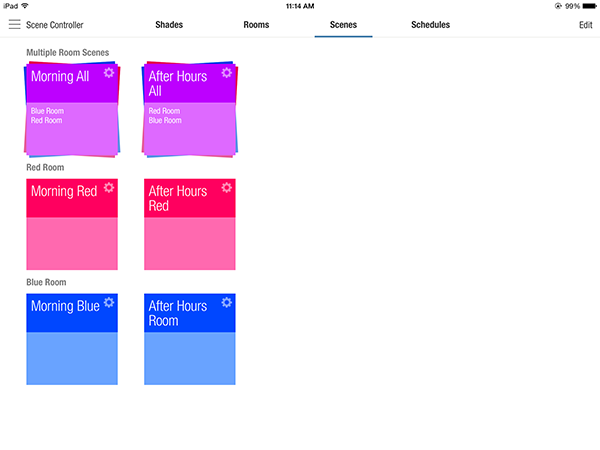 iPad 11:14 AM 99%
Scene Controller Shades Rooms Scenes Schedules Edit
Multiple Room Scenes
Morning All
Blue Room
Red Room
After Hours
All
Red Room
Blue Room
Red Room
Morning Red
After Hours
Red
Blue Room
Morning Blue
After Hours
Room